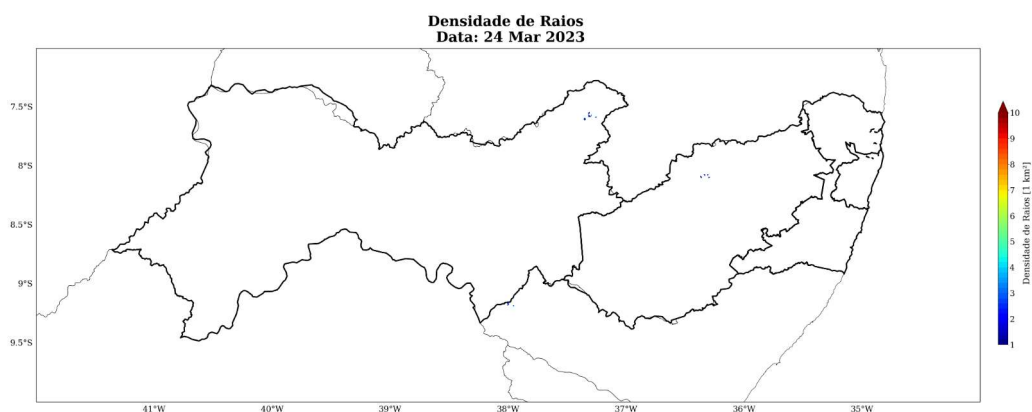 Densidade de Raios
Data: 24 Mar 2023
7.5°S
8°S
8.5°S
9°S
9.5°S
41°W
40°W
39°W
38°W
37°W
36°W
35°W
10
9
8
7
6
5
4
3
2
1
Densidade de Raios [1 km²]